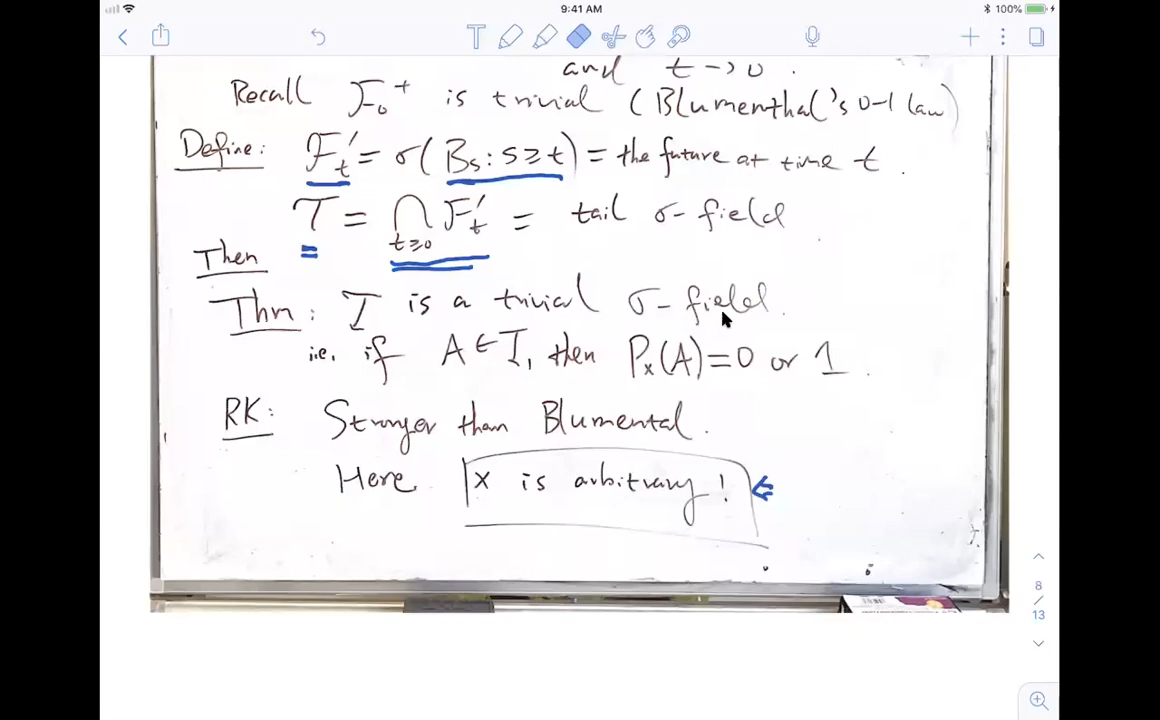 9:41 AM
100%
and t → 0 .
Recall F₀⁺ is trivial (Blumenthal's 0-1 law)
Define: F′ₜ = σ( Bₛ : s ≥ t ) = the future at time t .
T = ⋂ F′ₜ = tail σ-field
t≥0
Then
Thm : T is a trivial σ-field .
i.e. if A ∈ T, then Pₓ(A) = 0 or 1 .
RK: Stronger than Blumental .
Here x is arbitrary !
8
/
13